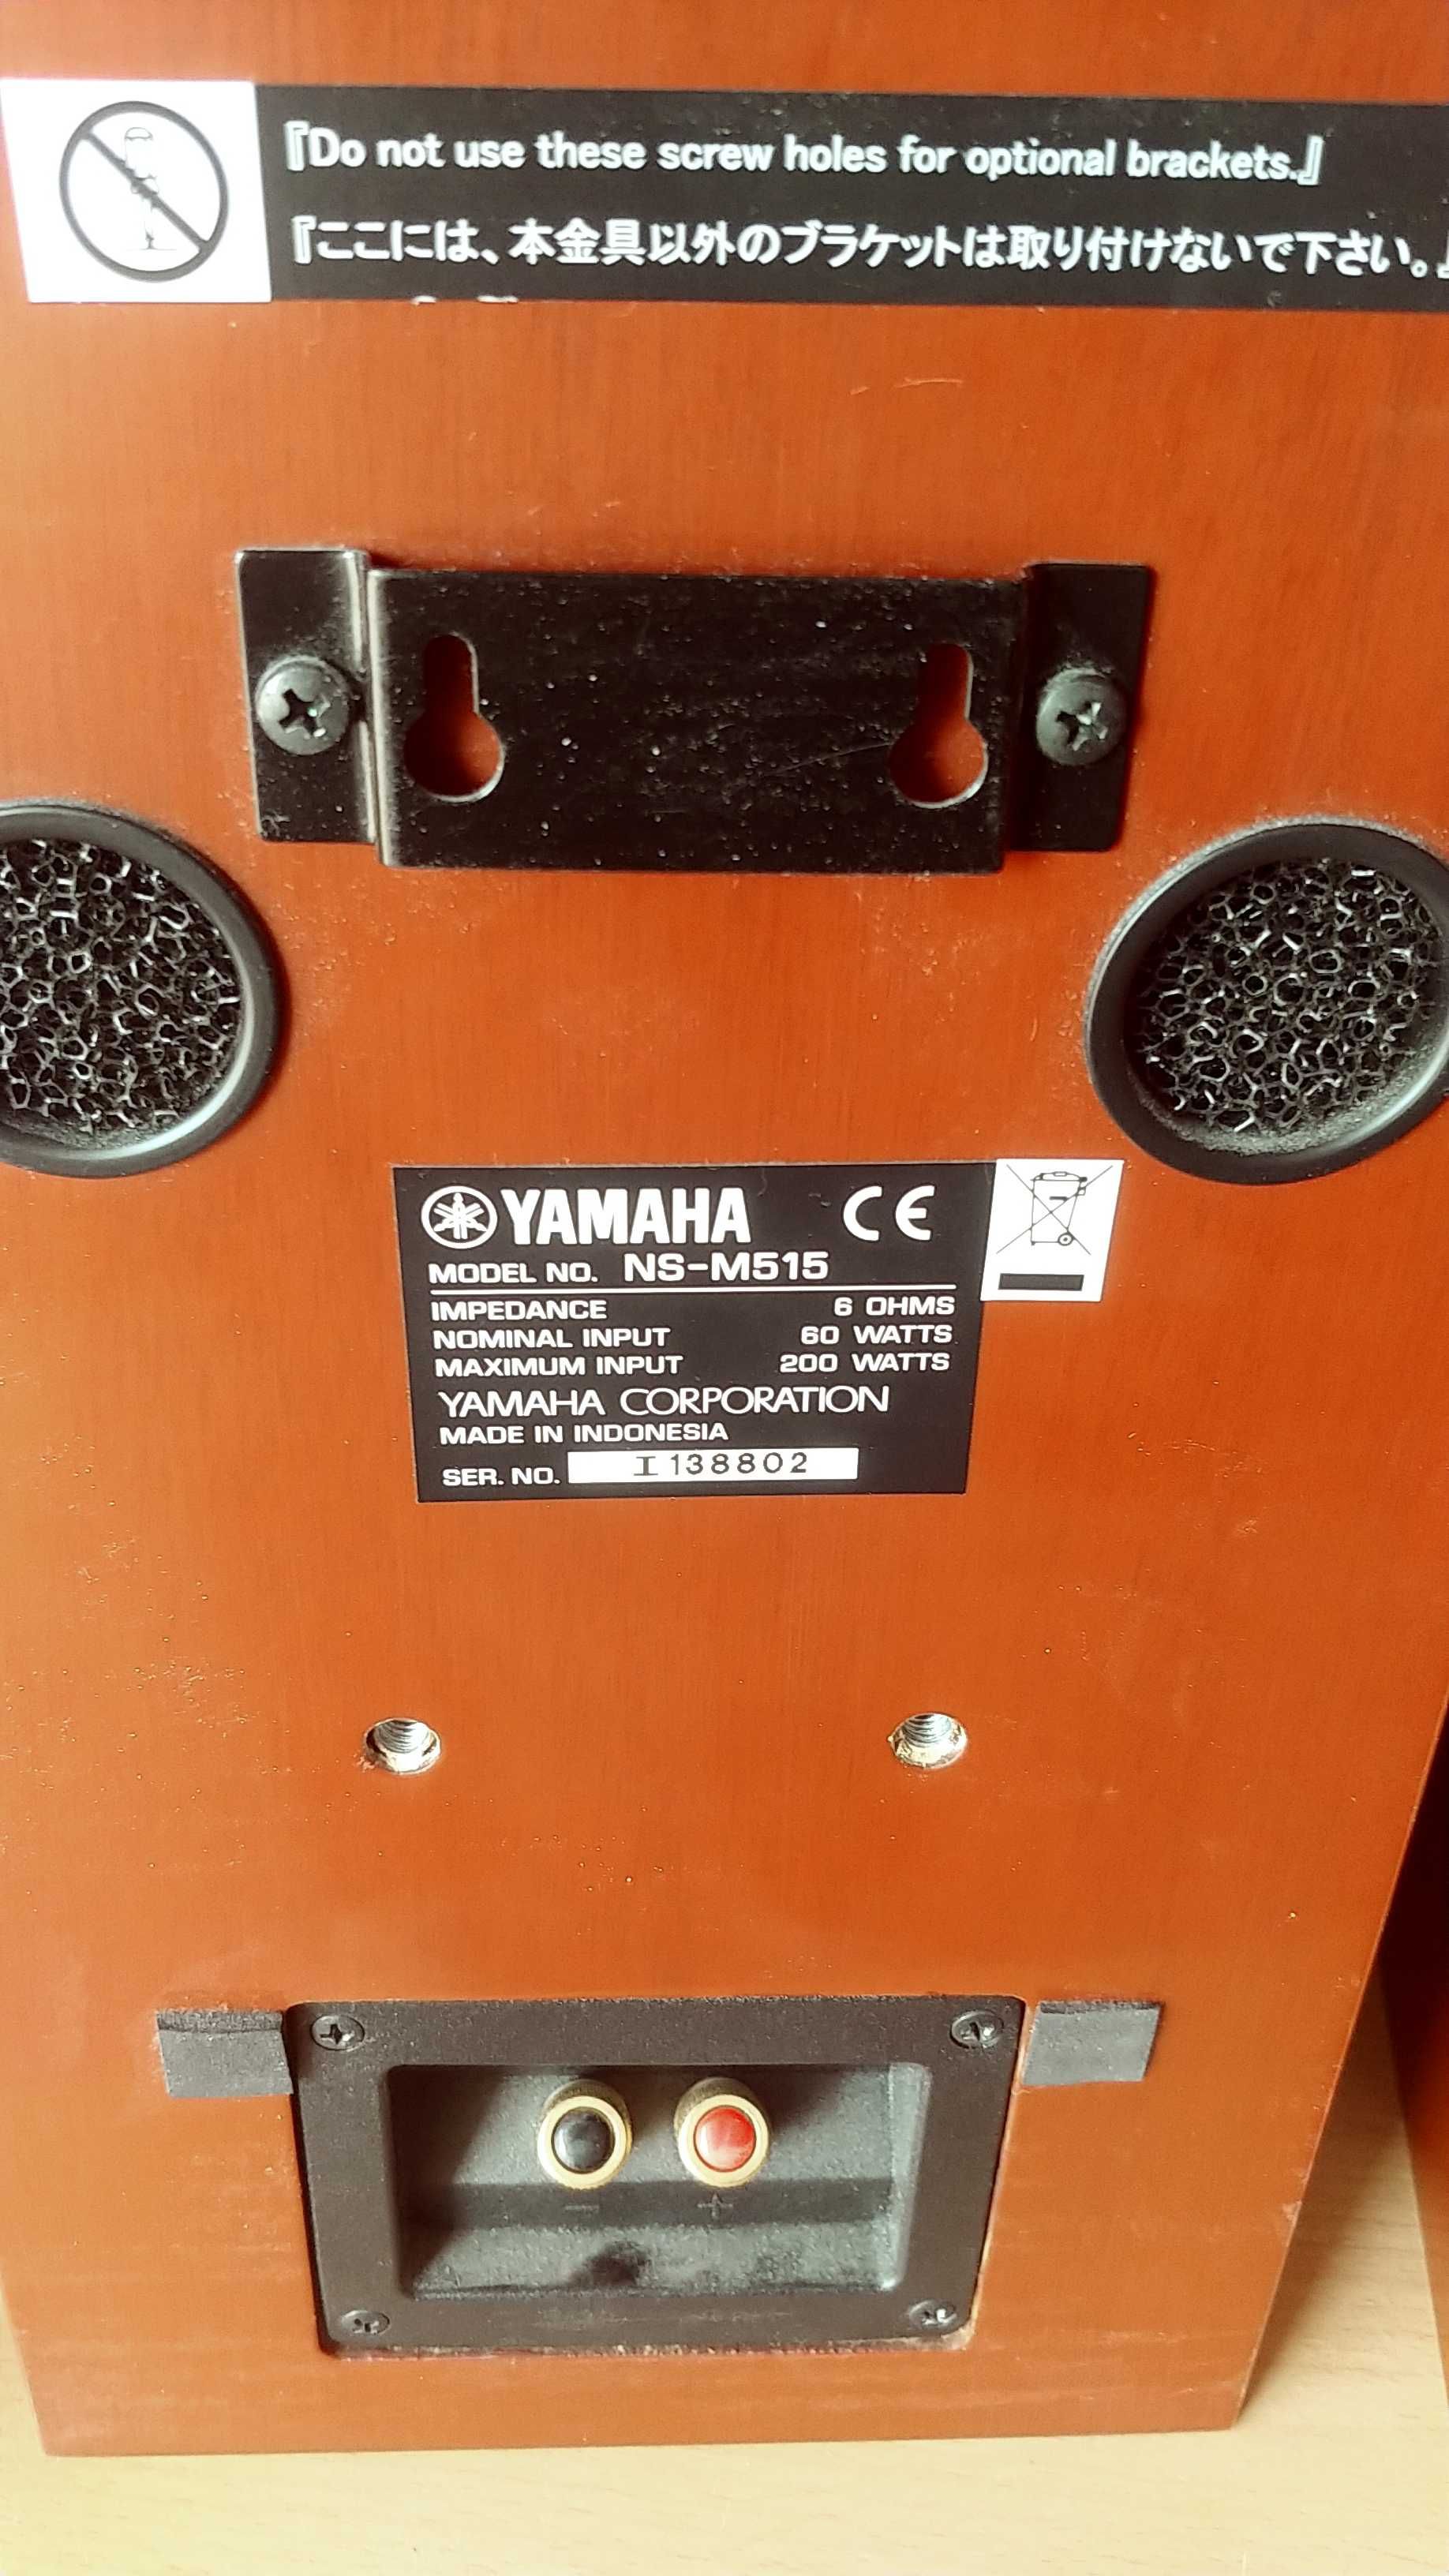 『Do not use these screw holes for optional brackets.』
『ここには、本金具以外のブラケットは取り付けないで下さい。』
YAMAHA CE
MODEL NO. NS-M515
IMPEDANCE 6 OHMS
NOMINAL INPUT 60 WATTS
MAXIMUM INPUT 200 WATTS
YAMAHA CORPORATION
MADE IN INDONESIA
SER. NO. I138802
− +